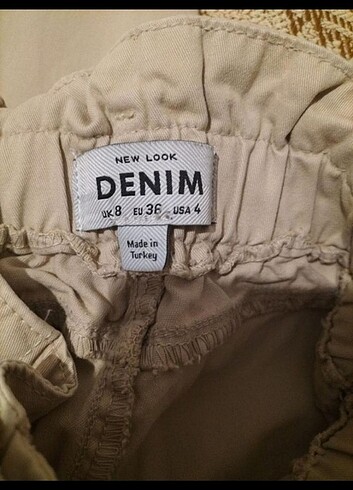 NEW LOOK
DENIM
UK 8 EU 36 USA 4
Made in
Turkey